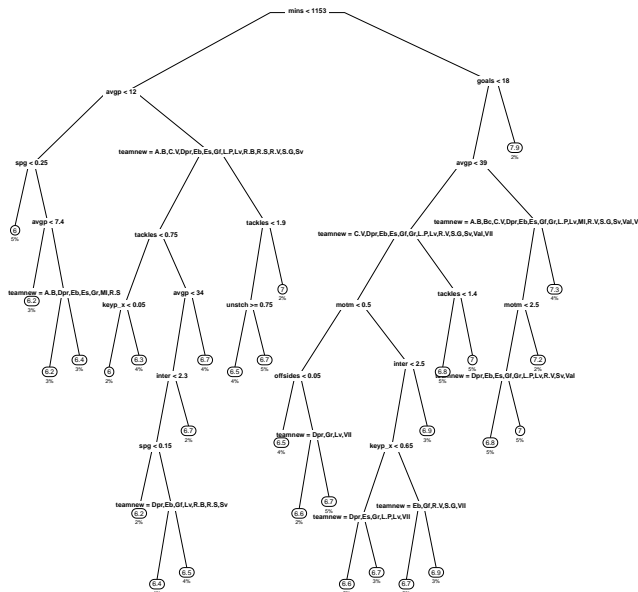 mins < 1153
goals < 18
avgp < 12
7.9
2%
teamnew = A.B,C.V,Dpr,Eb,Es,Gf,L.P,Lv,R.B,R.S,R.V,S.G,Sv
spg < 0.25
avgp < 39
avgp < 7.4
tackles < 1.9
teamnew = A.B,Bc,C.V,Dpr,Eb,Es,Gf,Gr,L.P,Lv,Ml,R.V,S.G,Sv,Val,V
6
5%
tackles < 0.75
teamnew = C.V,Dpr,Eb,Es,Gf,Gr,L.P,Lv,R.V,S.G,Sv,Val,Vll
teamnew = A.B,Dpr,Eb,Es,Gr,Ml,R.S
avgp < 34
7
2%
tackles < 1.4
7.3
4%
6.2
3%
keyp_x < 0.05
unstch >= 0.75
motm < 0.5
motm < 2.5
6.2
3%
6.4
3%
6
2%
6.3
4%
inter < 2.3
6.7
4%
6.5
4%
6.7
5%
offsides < 0.05
inter < 2.5
6.8
5%
7
5%
teamnew = Dpr,Eb,Es,Gf,Gr,L.P,Lv,R.V,Sv,Val
7.2
2%
spg < 0.15
6.7
2%
6.5
4%
teamnew = Dpr,Gr,Lv,Vll
keyp_x < 0.65
6.9
3%
6.8
5%
7
5%
6.2
2%
teamnew = Dpr,Eb,Gf,Lv,R.B,R.S,Sv
6.6
2%
6.7
5%
teamnew = Dpr,Es,Gr,L.P,Lv,Vll
teamnew = Eb,Gf,R.V,S.G,Vll
6.4
6.5
4%
6.6
6.7
3%
6.7
6.9
3%